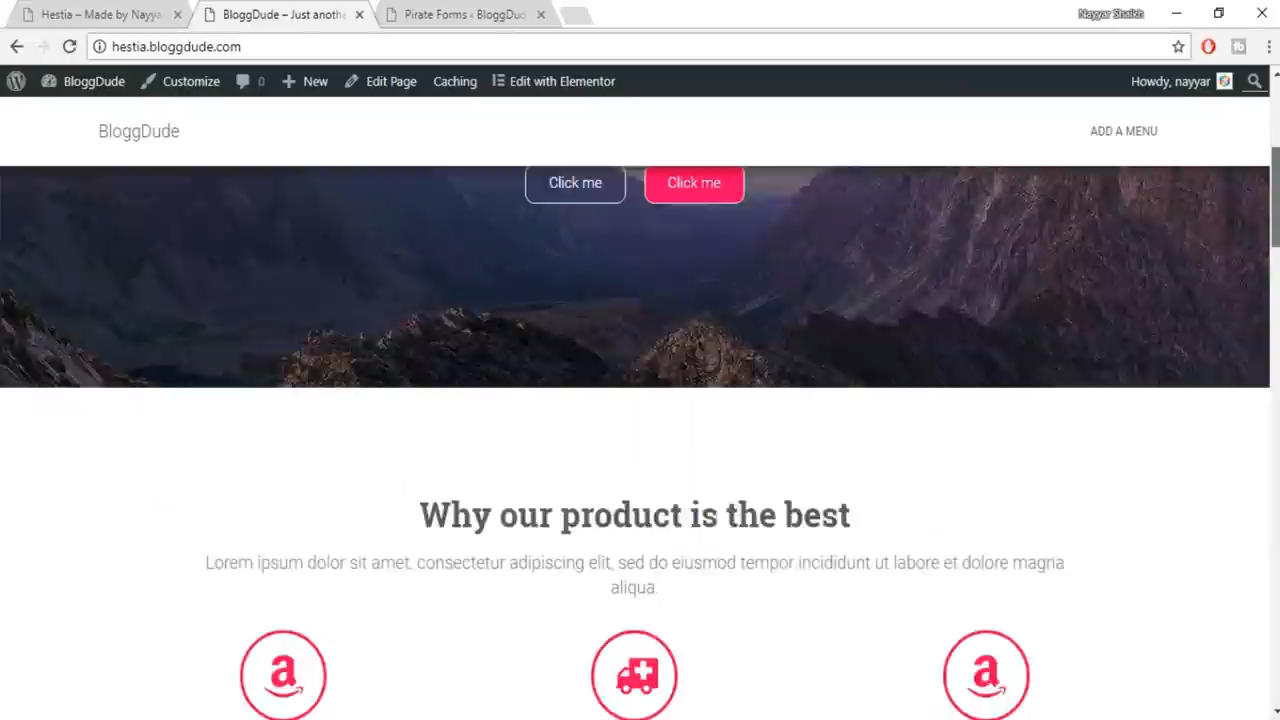 Hestia – Made by Nayya
BloggDude – Just anothe
Pirate Forms ‹ BloggDud
Nayyar Shaikh
hestia.bloggdude.com
BloggDude
Customize
0
New
Edit Page
Caching
Edit with Elementor
Howdy, nayyar
BloggDude
ADD A MENU
Click me
Click me
Why our product is the best
Lorem ipsum dolor sit amet, consectetur adipiscing elit, sed do eiusmod tempor incididunt ut labore et dolore magna
aliqua.